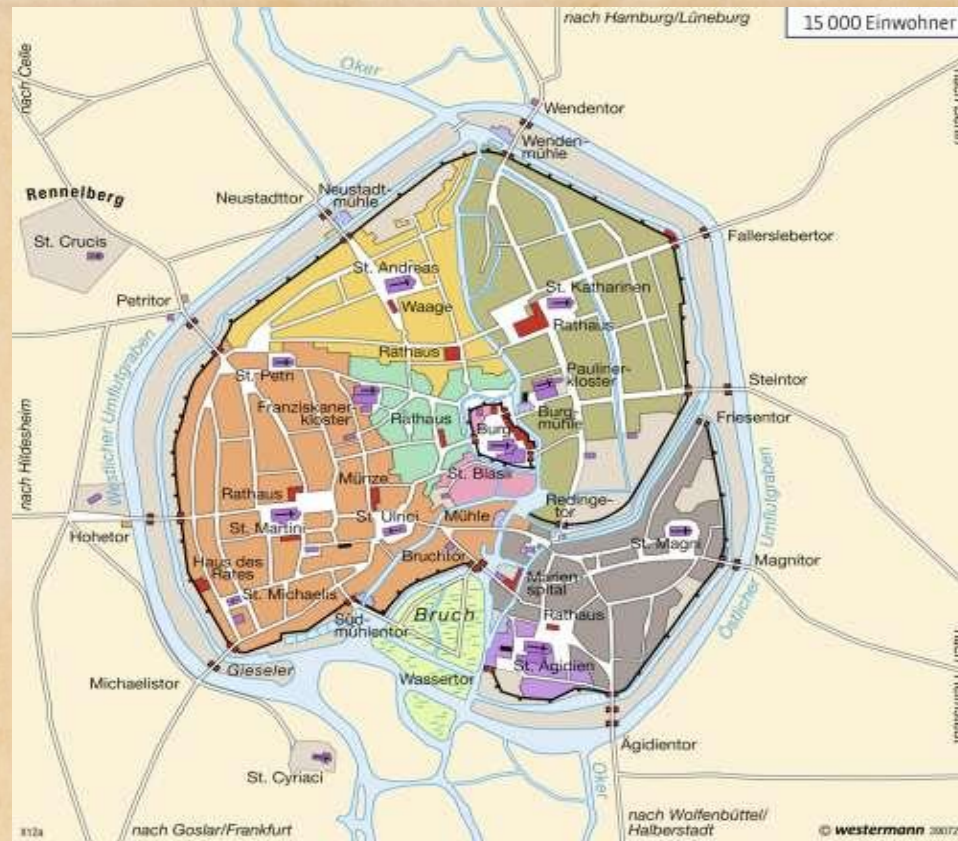 nach Hamburg/Lüneburg
15 000 Einwohner
nach Celle
Oker
Wendentor
Wenden-
mühle
Rennelberg
Neustadttor
Neustadt-
mühle
St. Crucis
Fallerslebertor
St. Andreas
St. Katharinen
Petritor
Waage
Rathaus
Rathaus
St. Petri
Pauliner-
kloster
Steintor
Westlicher Umflutgraben
Franziskaner-
kloster
Rathaus
Burg
Burg-
mühle
Friesentor
nach Hildesheim
Münze
St. Blasii
Umflutgraben
Rathaus
St. Martini
St. Ulrici
Mühle
Redinge-
tor
St. Magni
Hohetor
Haus des
Rates
Bruchtor
Magnitor
St. Michaelis
Marien-
spital
Östlicher
Bruch
Rathaus
Süd-
mühlentor
Gieseler
St. Ägidien
Michaelistor
Wassertor
Ägidientor
St. Cyriaci
Oker
nach Goslar/Frankfurt
nach Wolfenbüttel/
Halberstadt
© westermann